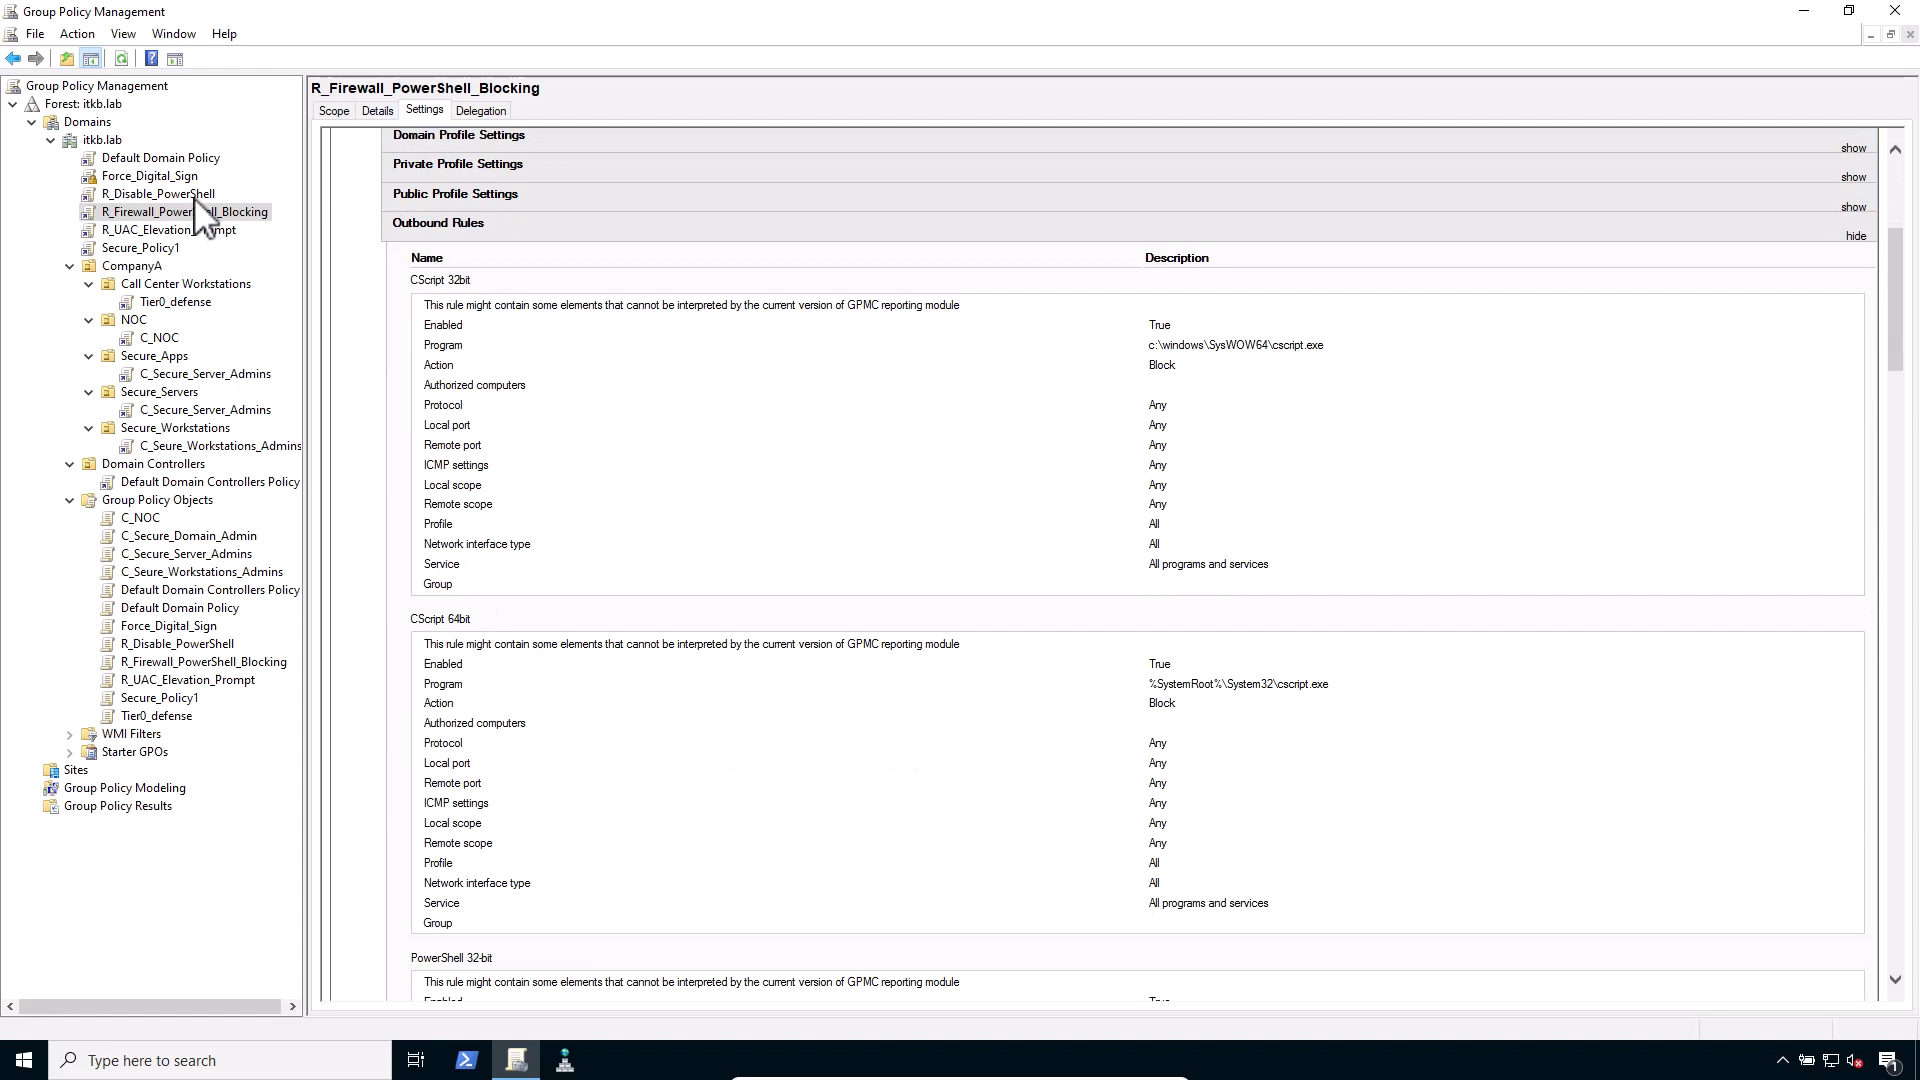 Group Policy Management
File Action View Window Help
Group Policy Management
Forest: itkb.lab
Domains
itkb.lab
Default Domain Policy
Force_Digital_Sign
R_Disable_PowerShell
R_Firewall_PowerShell_Blocking
R_UAC_Elevation_Prompt
Secure_Policy1
CompanyA
Call Center Workstations
Tier0_defense
NOC
C_NOC
Secure_Apps
C_Secure_Server_Admins
Secure_Servers
C_Secure_Server_Admins
Secure_Workstations
C_Seure_Workstations_Admins
Domain Controllers
Default Domain Controllers Policy
Group Policy Objects
C_NOC
C_Secure_Domain_Admin
C_Secure_Server_Admins
C_Seure_Workstations_Admins
Default Domain Controllers Policy
Default Domain Policy
Force_Digital_Sign
R_Disable_PowerShell
R_Firewall_PowerShell_Blocking
R_UAC_Elevation_Prompt
Secure_Policy1
Tier0_defense
WMI Filters
Starter GPOs
Sites
Group Policy Modeling
Group Policy Results
R_Firewall_PowerShell_Blocking
Scope Details Settings Delegation
Domain Profile Settings
show
Private Profile Settings
show
Public Profile Settings
show
Outbound Rules
hide
Name Description
CScript 32bit
This rule might contain some elements that cannot be interpreted by the current version of GPMC reporting module
Enabled True
Program c:\windows\SysWOW64\cscript.exe
Action Block
Authorized computers
Protocol Any
Local port Any
Remote port Any
ICMP settings Any
Local scope Any
Remote scope Any
Profile All
Network interface type All
Service All programs and services
Group
CScript 64bit
This rule might contain some elements that cannot be interpreted by the current version of GPMC reporting module
Enabled True
Program %SystemRoot%\System32\cscript.exe
Action Block
Authorized computers
Protocol Any
Local port Any
Remote port Any
ICMP settings Any
Local scope Any
Remote scope Any
Profile All
Network interface type All
Service All programs and services
Group
PowerShell 32-bit
This rule might contain some elements that cannot be interpreted by the current version of GPMC reporting module
Enabled True
Type here to search
1